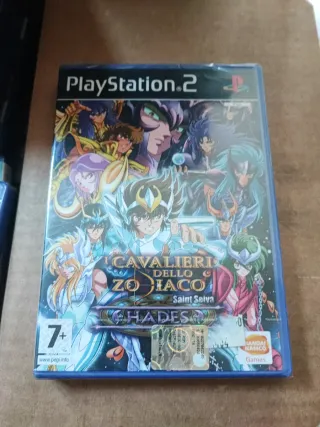 PlayStation 2
I CAVALIERI
DELLO
ZODIACO
Saint Seiya
HADES
7+
www.pegi.info
BANDAI
NAMCO
Games